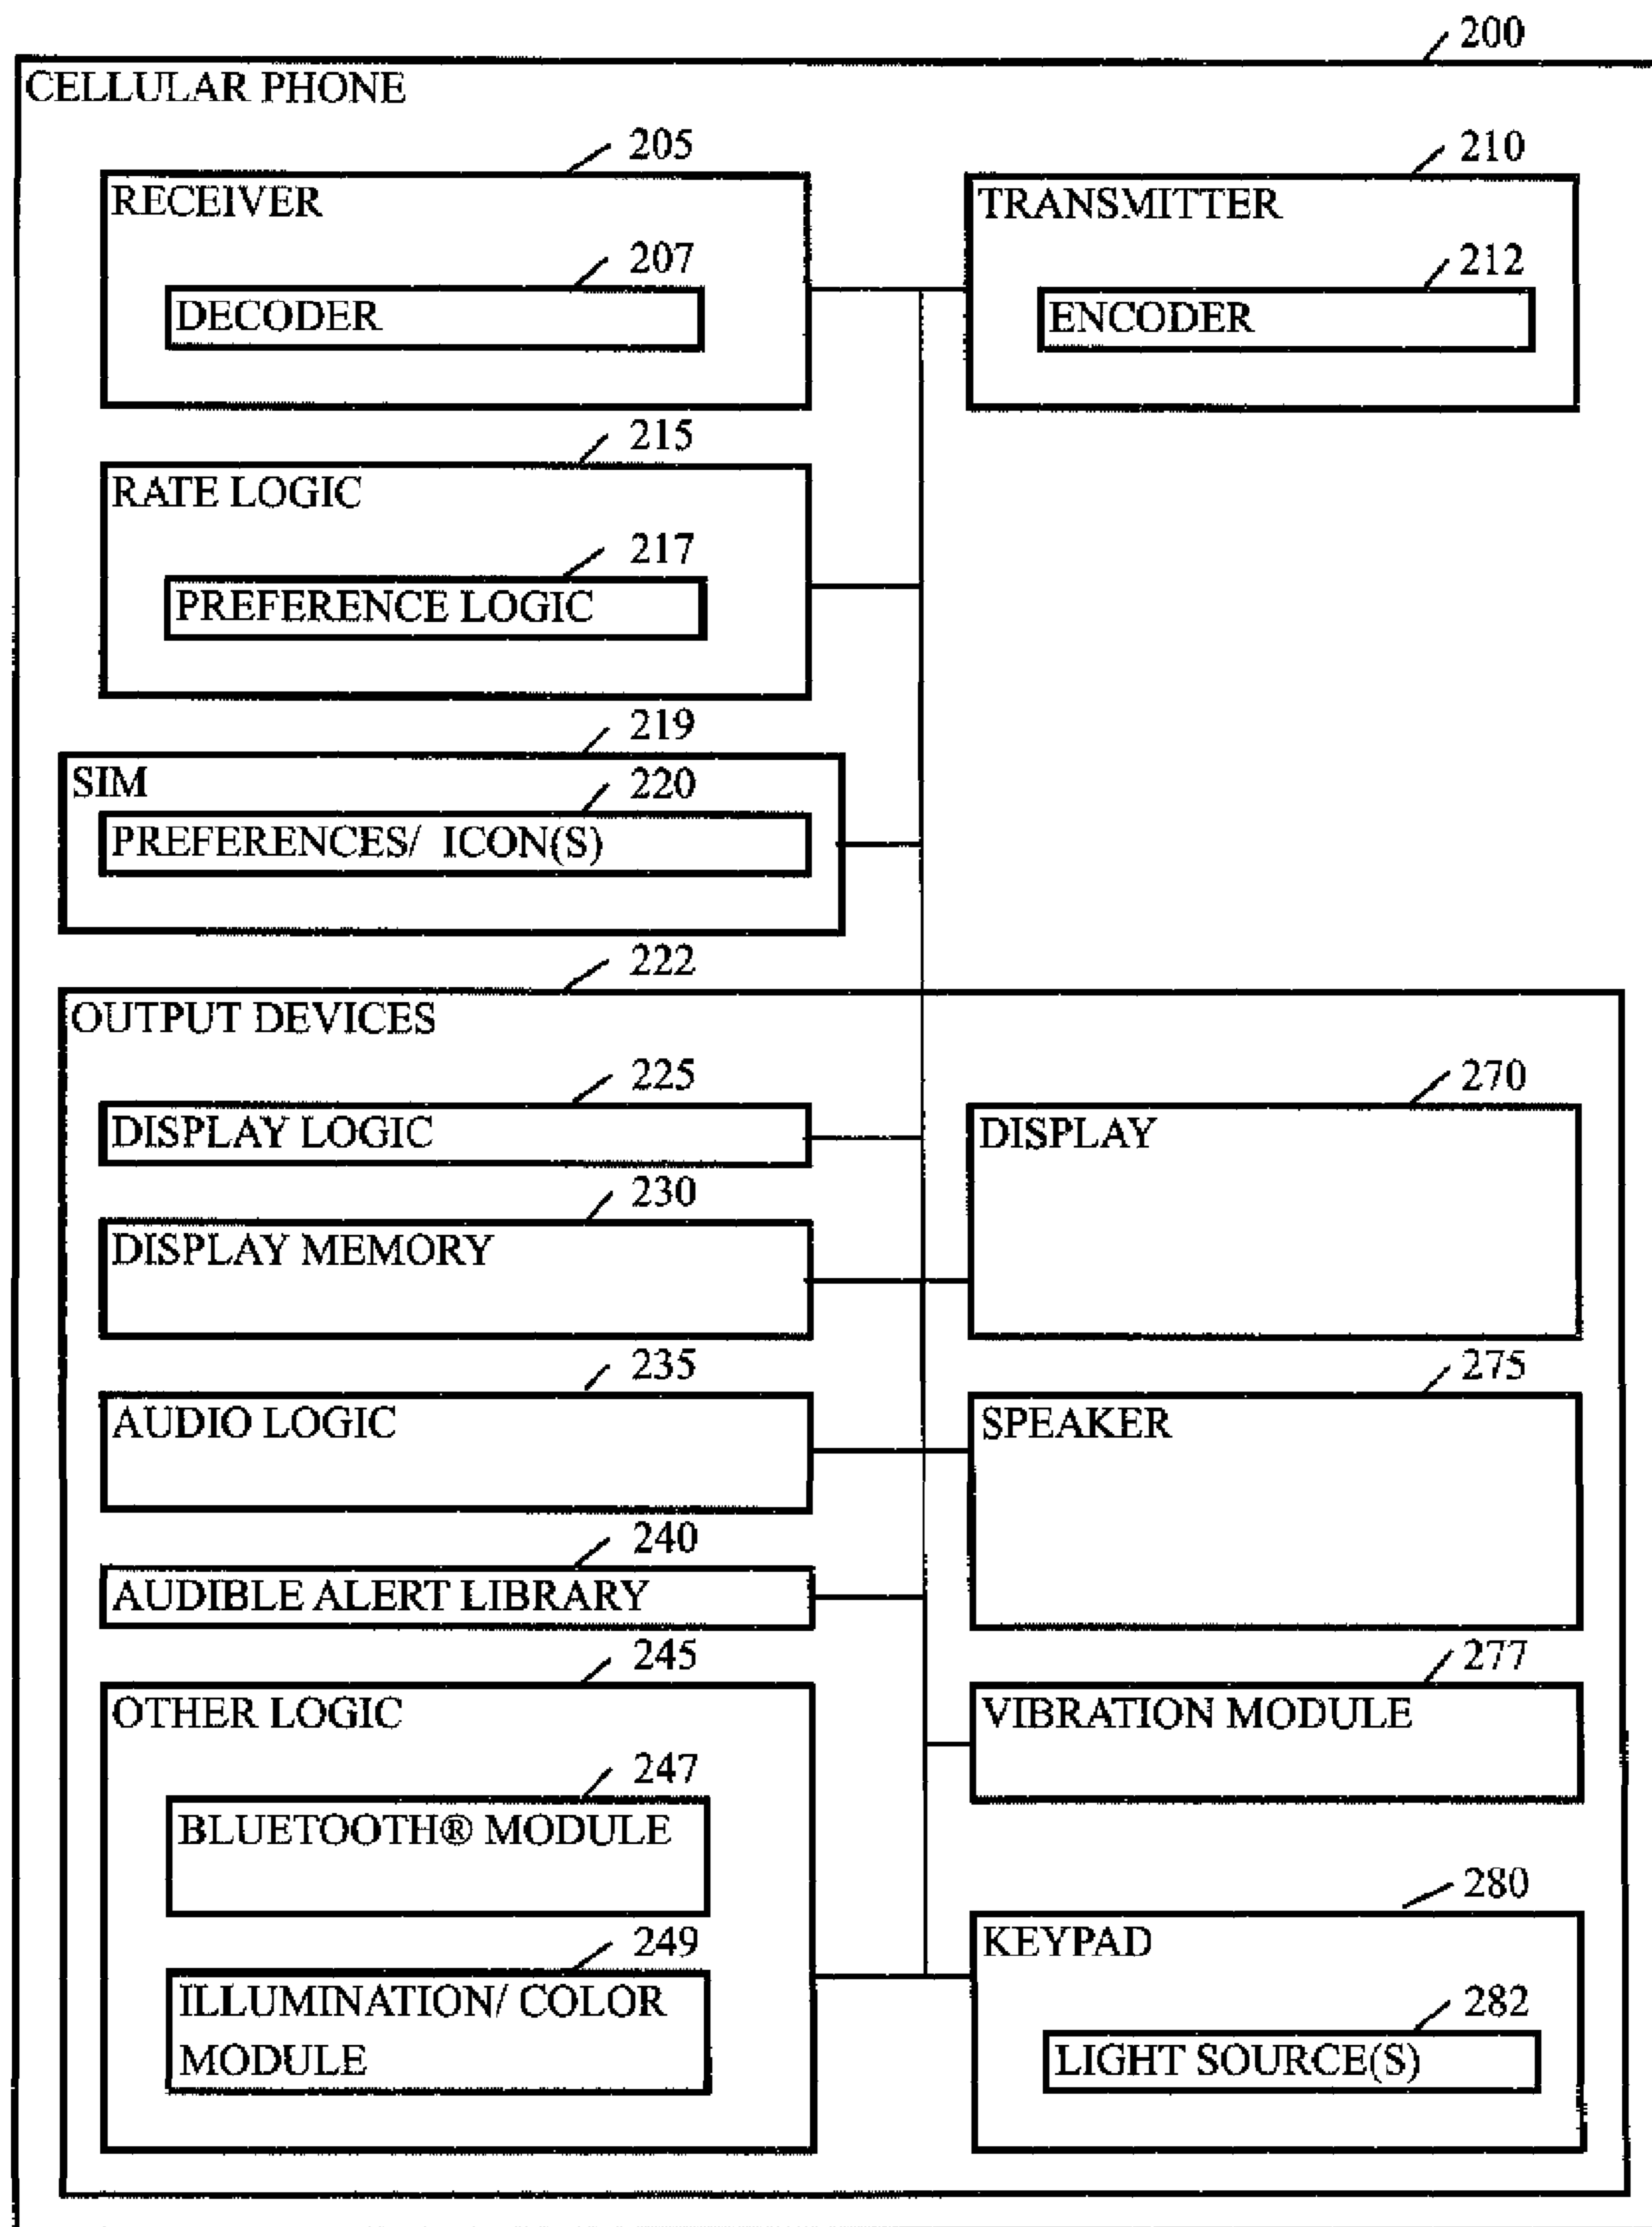 200
CELLULAR PHONE
205
RECEIVER
207
DECODER
210
TRANSMITTER
212
ENCODER
215
RATE LOGIC
217
PREFERENCE LOGIC
219
SIM
220
PREFERENCES/ ICON(S)
222
OUTPUT DEVICES
225
DISPLAY LOGIC
270
DISPLAY
230
DISPLAY MEMORY
235
AUDIO LOGIC
275
SPEAKER
240
AUDIBLE ALERT LIBRARY
245
OTHER LOGIC
277
VIBRATION MODULE
247
BLUETOOTH® MODULE
280
KEYPAD
249
ILLUMINATION/ COLOR
MODULE
282
LIGHT SOURCE(S)